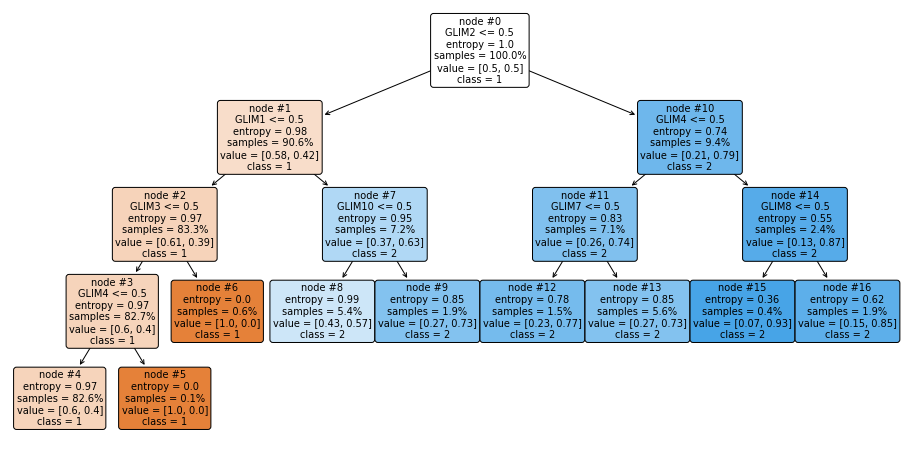 node #0
GLIM2 <= 0.5
entropy = 1.0
samples = 100.0%
value = [0.5, 0.5]
class = 1
node #1
GLIM1 <= 0.5
entropy = 0.98
samples = 90.6%
value = [0.58, 0.42]
class = 1
node #10
GLIM4 <= 0.5
entropy = 0.74
samples = 9.4%
value = [0.21, 0.79]
class = 2
node #2
GLIM3 <= 0.5
entropy = 0.97
samples = 83.3%
value = [0.61, 0.39]
class = 1
node #7
GLIM10 <= 0.5
entropy = 0.95
samples = 7.2%
value = [0.37, 0.63]
class = 2
node #11
GLIM7 <= 0.5
entropy = 0.83
samples = 7.1%
value = [0.26, 0.74]
class = 2
node #14
GLIM8 <= 0.5
entropy = 0.55
samples = 2.4%
value = [0.13, 0.87]
class = 2
node #3
GLIM4 <= 0.5
entropy = 0.97
samples = 82.7%
value = [0.6, 0.4]
class = 1
node #6
entropy = 0.0
samples = 0.6%
value = [1.0, 0.0]
class = 1
node #8
entropy = 0.99
samples = 5.4%
value = [0.43, 0.57]
class = 2
node #9
entropy = 0.85
samples = 1.9%
value = [0.27, 0.73]
class = 2
node #12
entropy = 0.78
samples = 1.5%
value = [0.23, 0.77]
class = 2
node #13
entropy = 0.85
samples = 5.6%
value = [0.27, 0.73]
class = 2
node #15
entropy = 0.36
samples = 0.4%
value = [0.07, 0.93]
class = 2
node #16
entropy = 0.62
samples = 1.9%
value = [0.15, 0.85]
class = 2
node #4
entropy = 0.97
samples = 82.6%
value = [0.6, 0.4]
class = 1
node #5
entropy = 0.0
samples = 0.1%
value = [1.0, 0.0]
class = 1